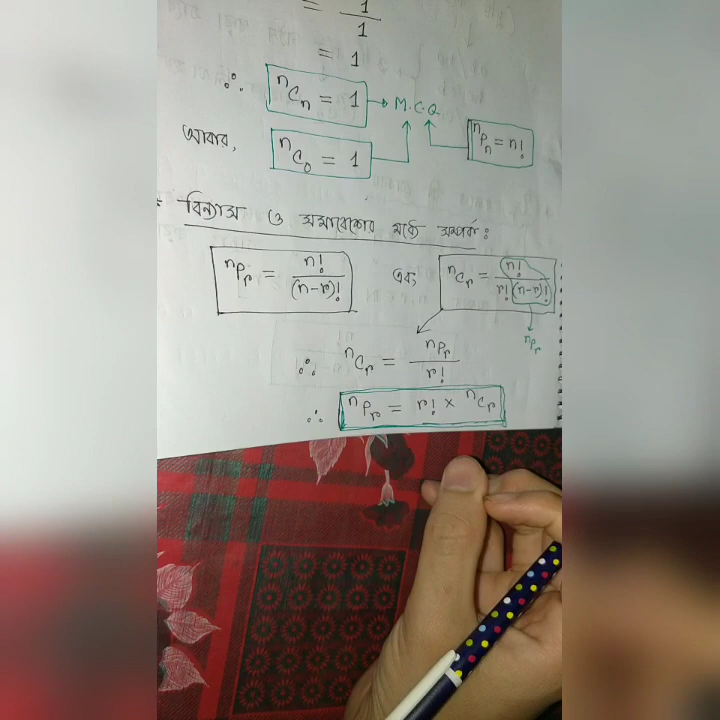 = 1/1
= 1
∴ ⁿCₙ = 1 → M.C.Q
ⁿPₙ = n!
আবার, ⁿC₀ = 1
বিন্যাস ও সমাবেশের মধ্যে সম্পর্ক :
ⁿPᵣ = n!/(n-r)! এবং ⁿCᵣ = n!/r!(n-r)!
ⁿPᵣ
∴ ⁿCᵣ = ⁿPᵣ/r!
∴ ⁿPᵣ = r! × ⁿCᵣ